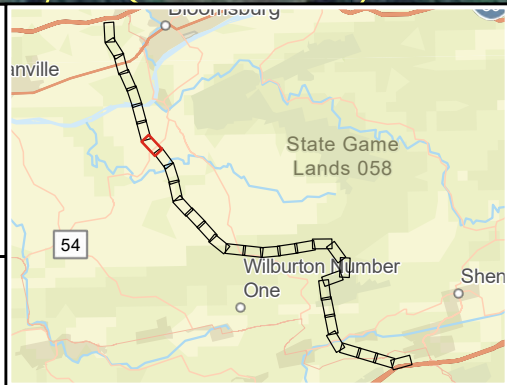 Bloomsburg
anville
State Game
Lands 058
54
Wilburton Number
One
Shen